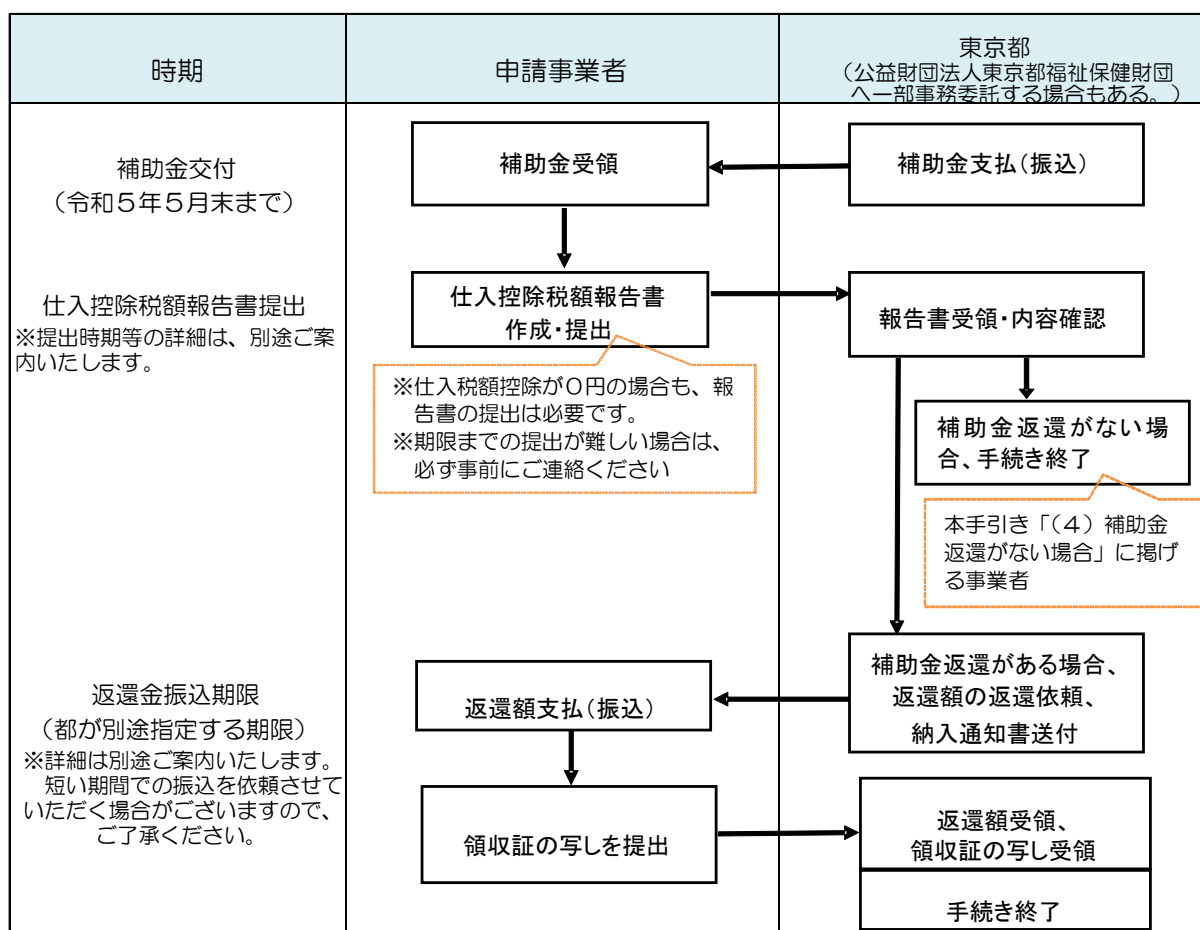 時期
申請事業者
東京都
（公益財団法人東京都福祉保健財団
へ一部事務委託する場合もある。）
補助金交付
（令和５年５月末まで）
補助金受領
補助金支払（振込）
仕入控除税額報告書提出
※提出時期等の詳細は、別途ご案
内いたします。
仕入控除税額報告書
作成・提出
報告書受領・内容確認
※仕入税額控除が０円の場合も、報
告書の提出は必要です。
※期限までの提出が難しい場合は、
必ず事前にご連絡ください
補助金返還がない場
合、手続き終了
本手引き「（４）補助金
返還がない場合」に掲げ
る事業者
返還金振込期限
（都が別途指定する期限）
※詳細は別途ご案内いたします。
短い期間での振込を依頼させて
いただく場合がございますので、
ご了承ください。
返還額支払（振込）
補助金返還がある場合、
返還額の返還依頼、
納入通知書送付
領収証の写しを提出
返還額受領、
領収証の写し受領
手続き終了